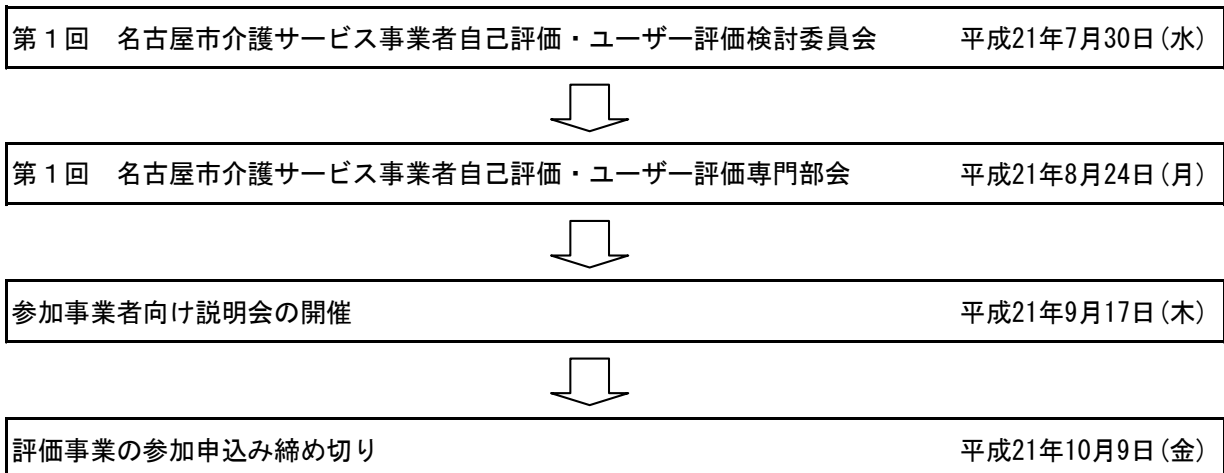 第１回　名古屋市介護サービス事業者自己評価・ユーザー評価検討委員会　平成21年7月30日(水)
第１回　名古屋市介護サービス事業者自己評価・ユーザー評価専門部会　平成21年8月24日(月)
参加事業者向け説明会の開催　平成21年9月17日(木)
評価事業の参加申込み締め切り　平成21年10月9日(金)